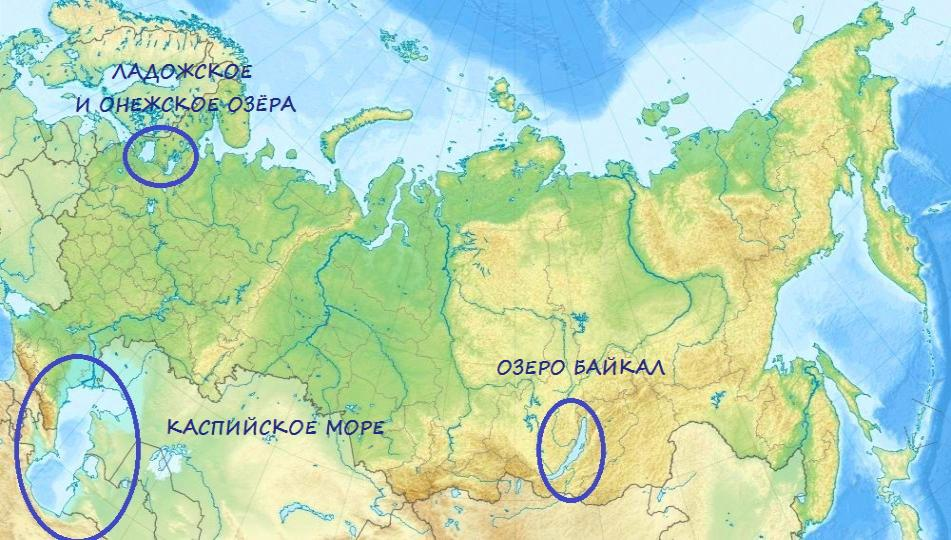 ЛАДОЖСКОЕ
И ОНЕЖСКОЕ ОЗЁРА
ОЗЕРО БАЙКАЛ
КАСПИЙСКОЕ МОРЕ